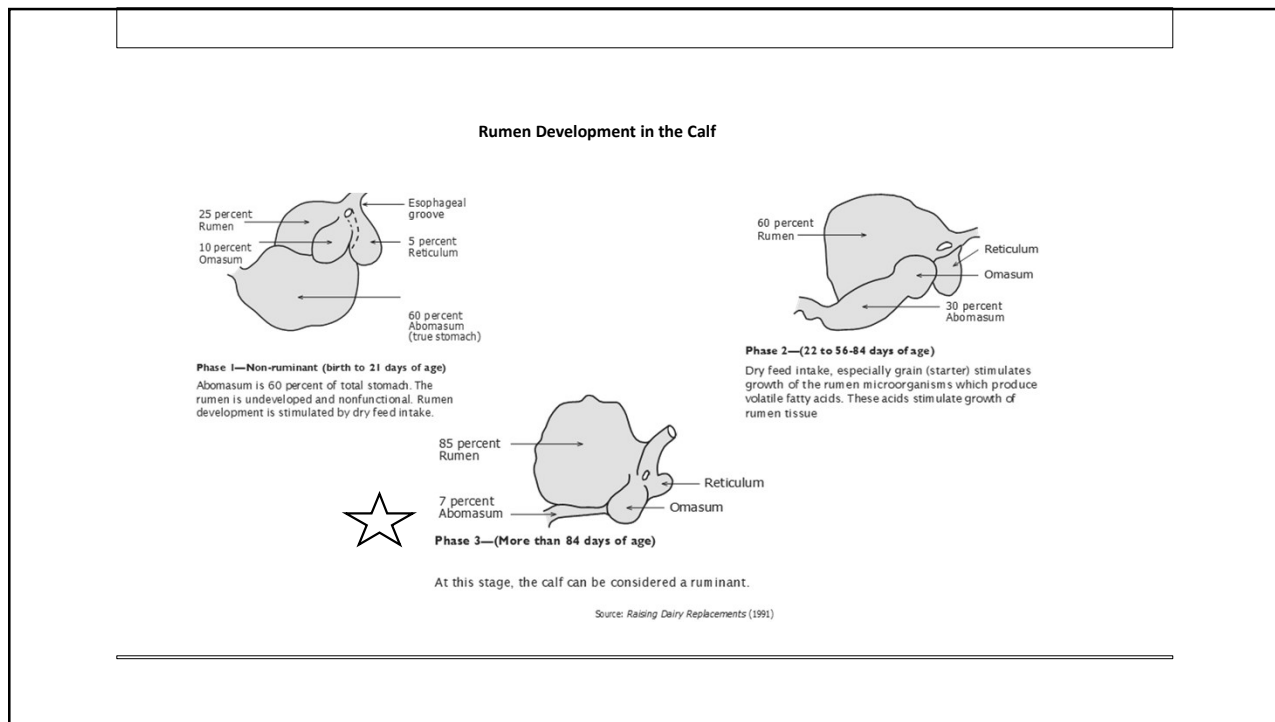 Rumen Development in the Calf
25 percent
Rumen
10 percent
Omasum
Esophageal
groove
5 percent
Reticulum
60 percent
Abomasum
(true stomach)
Phase I—Non-ruminant (birth to 21 days of age)
Abomasum is 60 percent of total stomach. The
rumen is undeveloped and nonfunctional. Rumen
development is stimulated by dry feed intake.
60 percent
Rumen
Reticulum
Omasum
30 percent
Abomasum
Phase 2—(22 to 56-84 days of age)
Dry feed intake, especially grain (starter) stimulates
growth of the rumen microorganisms which produce
volatile fatty acids. These acids stimulate growth of
rumen tissue
85 percent
Rumen
7 percent
Abomasum
Reticulum
Omasum
Phase 3—(More than 84 days of age)
At this stage, the calf can be considered a ruminant.
Source: Raising Dairy Replacements (1991)